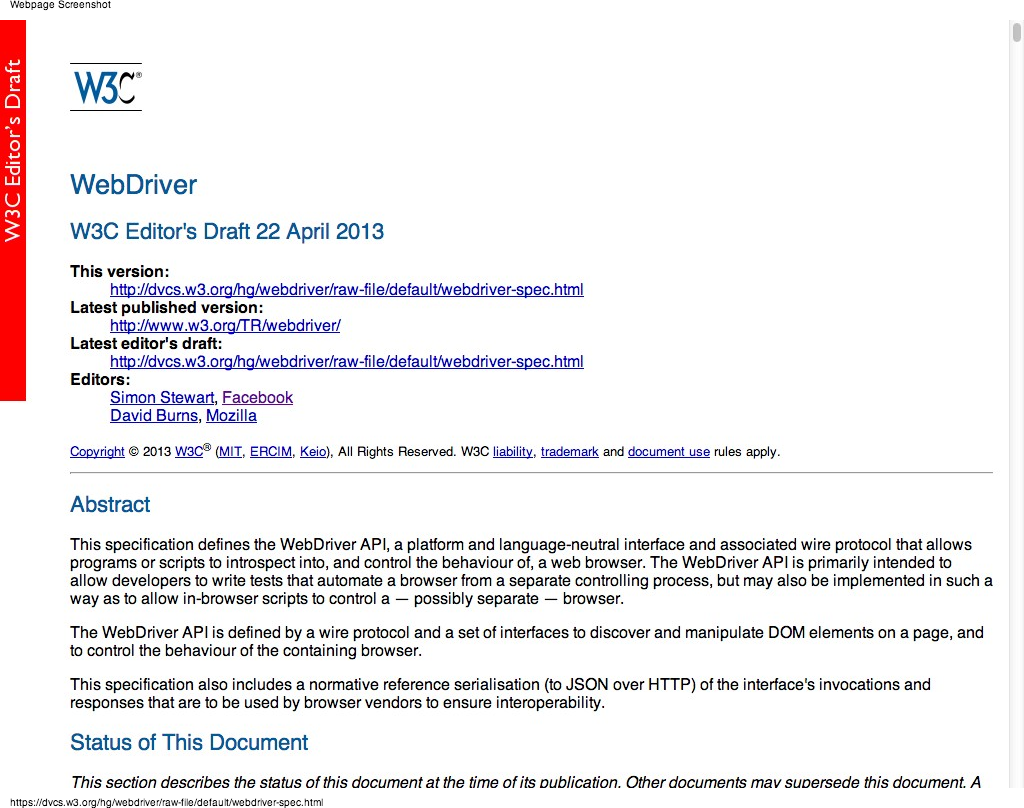 Webpage Screenshot
W3C Editor's Draft
W3C®
WebDriver
W3C Editor's Draft 22 April 2013
This version:
http://dvcs.w3.org/hg/webdriver/raw-file/default/webdriver-spec.html
Latest published version:
http://www.w3.org/TR/webdriver/
Latest editor's draft:
http://dvcs.w3.org/hg/webdriver/raw-file/default/webdriver-spec.html
Editors:
Simon Stewart, Facebook
David Burns, Mozilla
Copyright © 2013 W3C® (MIT, ERCIM, Keio), All Rights Reserved. W3C liability, trademark and document use rules apply.
Abstract
This specification defines the WebDriver API, a platform and language-neutral interface and associated wire protocol that allows
programs or scripts to introspect into, and control the behaviour of, a web browser. The WebDriver API is primarily intended to
allow developers to write tests that automate a browser from a separate controlling process, but may also be implemented in such a
way as to allow in-browser scripts to control a — possibly separate — browser.
The WebDriver API is defined by a wire protocol and a set of interfaces to discover and manipulate DOM elements on a page, and
to control the behaviour of the containing browser.
This specification also includes a normative reference serialisation (to JSON over HTTP) of the interface's invocations and
responses that are to be used by browser vendors to ensure interoperability.
Status of This Document
This section describes the status of this document at the time of its publication. Other documents may supersede this document. A
https://dvcs.w3.org/hg/webdriver/raw-file/default/webdriver-spec.html